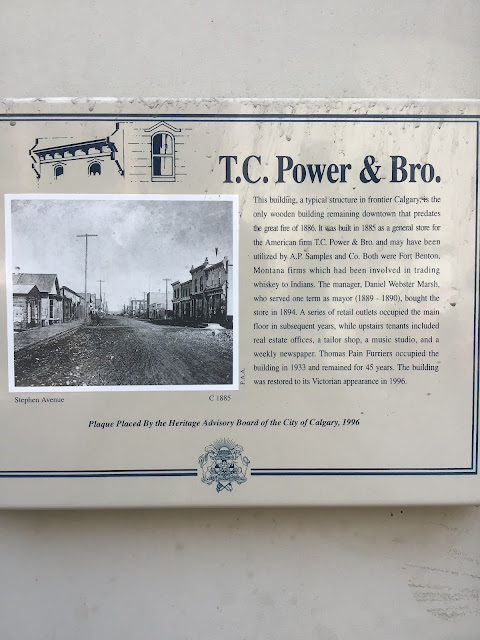 T.C. Power & Bro.
This building, a typical structure in frontier Calgary, is the
only wooden building remaining downtown that predates
the great fire of 1886. It was built in 1885 as a general store for
the American firm T.C. Power & Bro. and may have been
utilized by A.P. Samples and Co. Both were Fort Benton,
Montana firms which had been involved in trading
whiskey to Indians. The manager, Daniel Webster Marsh,
who served one term as mayor (1889 - 1890), bought the
store in 1894. A series of retail outlets occupied the main
floor in subsequent years, while upstairs tenants included
real estate offices, a tailor shop, a music studio, and a
weekly newspaper. Thomas Pain Furriers occupied the
building in 1933 and remained for 45 years. The building
was restored to its Victorian appearance in 1996.
P.A.A.
Stephen Avenue
C 1885
Plaque Placed By the Heritage Advisory Board of the City of Calgary, 1996